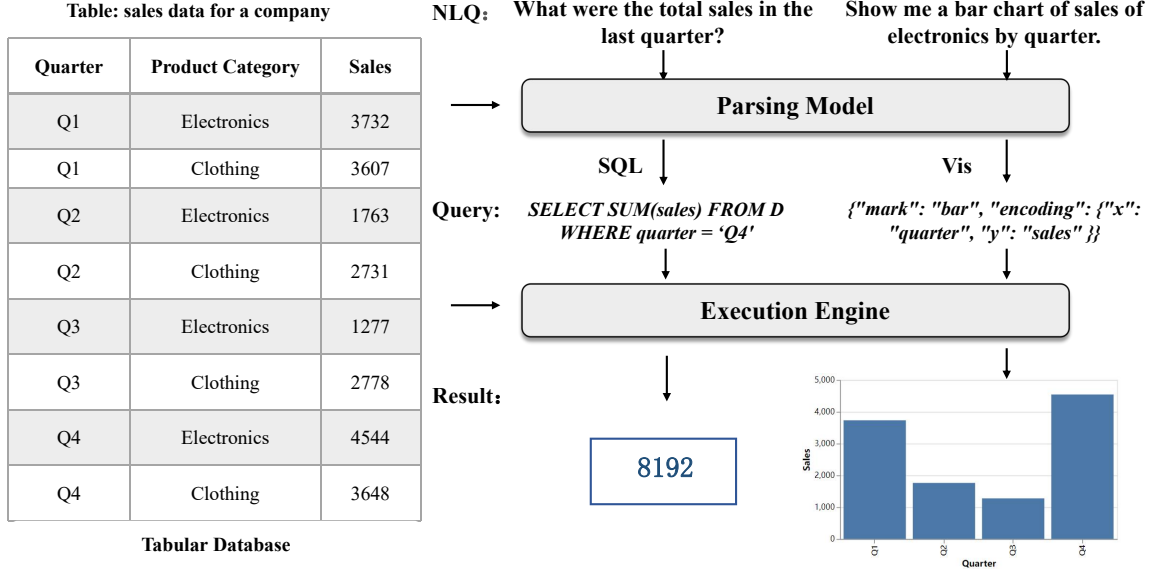 Table: sales data for a company
Quarter Product Category Sales
Q1 Electronics 3732
Q1 Clothing 3607
Q2 Electronics 1763
Q2 Clothing 2731
Q3 Electronics 1277
Q3 Clothing 2778
Q4 Electronics 4544
Q4 Clothing 3648
Tabular Database
NLQ：
What were the total sales in the
last quarter?
Show me a bar chart of sales of
electronics by quarter.
Parsing Model
SQL
Vis
Query:
SELECT SUM(sales) FROM D
WHERE quarter = ‘Q4'
{"mark": "bar", "encoding": {"x":
"quarter", "y": "sales" }}
Execution Engine
Result：
8192
5,000
4,000
3,000
2,000
1,000
0
Sales
Q1 Q2 Q3 Q4
Quarter